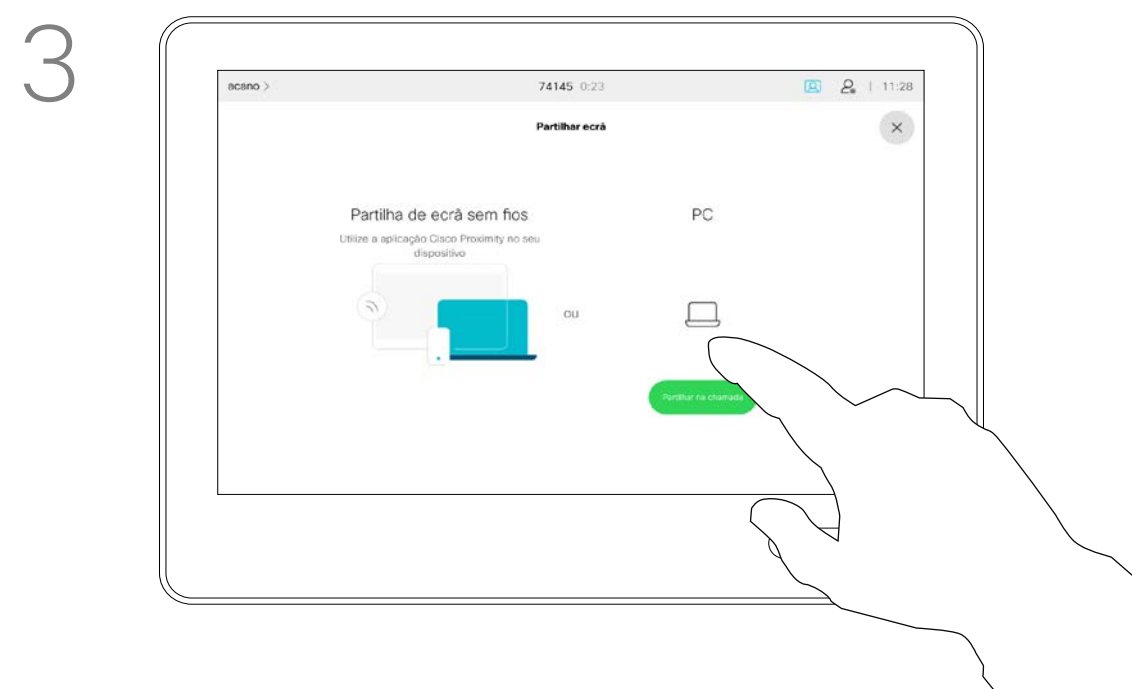 3
acano >
74145 0:23
11:28
Partilhar ecrã
Partilha de ecrã sem fios
Utilize a aplicação Cisco Proximity no seu
dispositivo
ou
PC
Partilhar na chamada